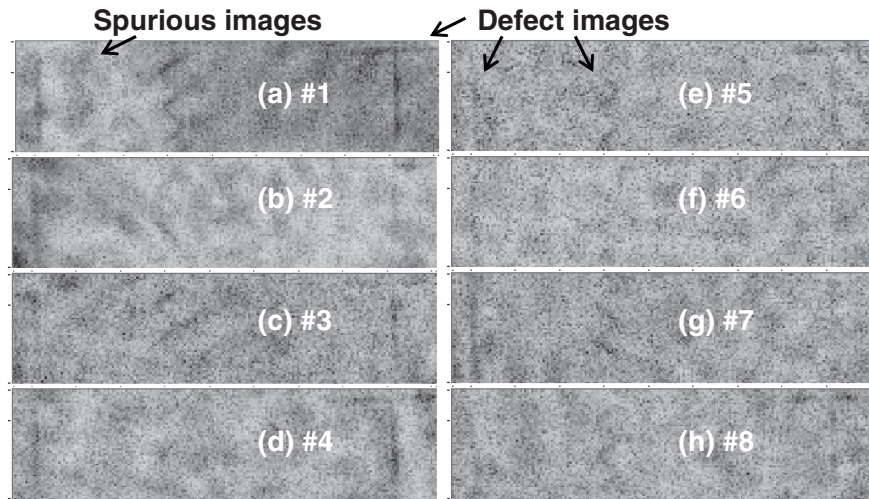 Spurious images
Defect images
(a) #1
(e) #5
(b) #2
(f) #6
(c) #3
(g) #7
(d) #4
(h) #8